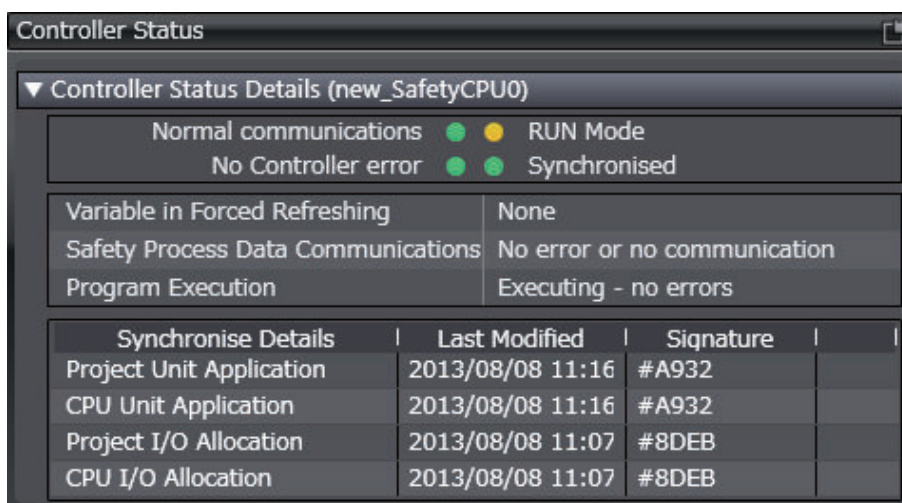 Controller Status
Controller Status Details (new_SafetyCPU0)
Normal communications RUN Mode
No Controller error Synchronised
Variable in Forced Refreshing None
Safety Process Data Communications No error or no communication
Program Execution Executing - no errors
Synchronise Details Last Modified Signature
Project Unit Application 2013/08/08 11:16 #A932
CPU Unit Application 2013/08/08 11:16 #A932
Project I/O Allocation 2013/08/08 11:07 #8DEB
CPU I/O Allocation 2013/08/08 11:07 #8DEB